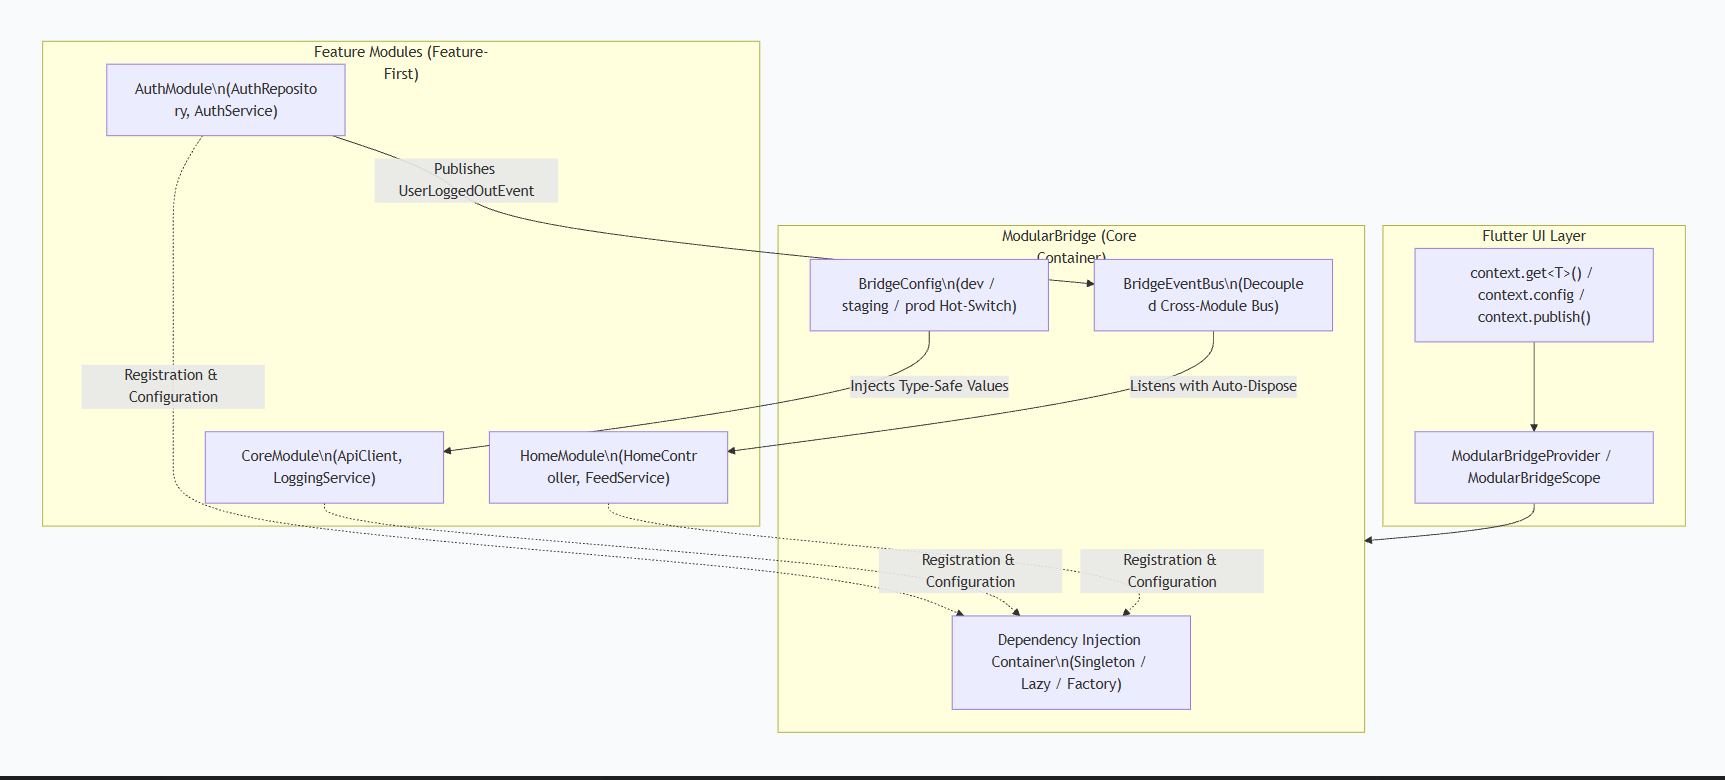 Feature Modules (Feature-
First)
AuthModule\n(AuthReposito
ry, AuthService)
Publishes
UserLoggedOutEvent
Registration &
Configuration
CoreModule\n(ApiClient,
LoggingService)
HomeModule\n(HomeContr
oller, FeedService)
ModularBridge (Core
Container)
BridgeConfig\n(dev /
staging / prod Hot-Switch)
BridgeEventBus\n(Decouple
d Cross-Module Bus)
Injects Type-Safe Values
Listens with Auto-Dispose
Registration &
Configuration
Registration &
Configuration
Dependency Injection
Container\n(Singleton /
Lazy / Factory)
Flutter UI Layer
context.get<T>() /
context.config /
context.publish()
ModularBridgeProvider /
ModularBridgeScope